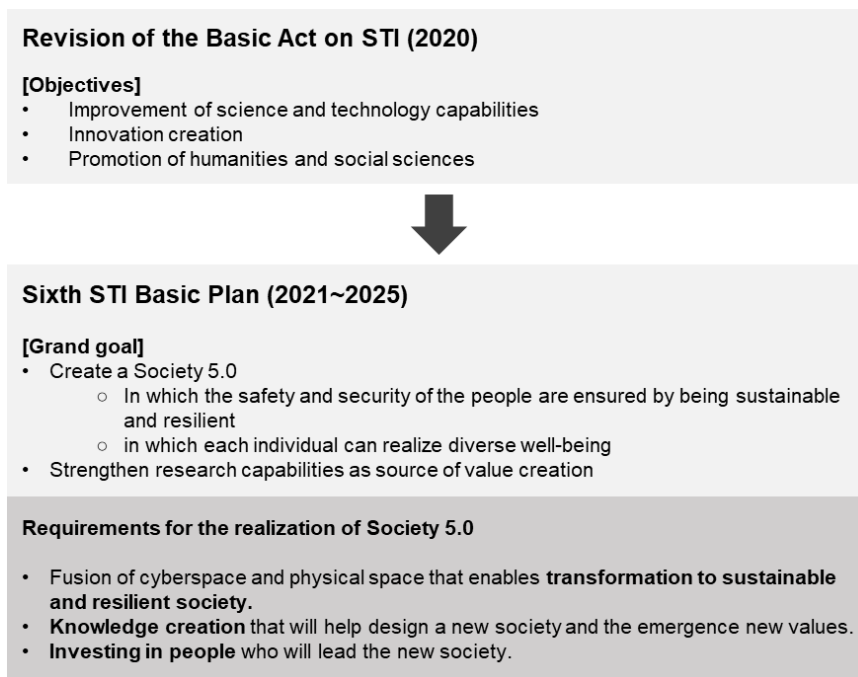 Revision of the Basic Act on STI (2020)
[Objectives]
• Improvement of science and technology capabilities
• Innovation creation
• Promotion of humanities and social sciences
Sixth STI Basic Plan (2021~2025)
[Grand goal]
• Create a Society 5.0
○ In which the safety and security of the people are ensured by being sustainable
and resilient
○ in which each individual can realize diverse well-being
• Strengthen research capabilities as source of value creation
Requirements for the realization of Society 5.0
• Fusion of cyberspace and physical space that enables transformation to sustainable
and resilient society.
• Knowledge creation that will help design a new society and the emergence new values.
• Investing in people who will lead the new society.